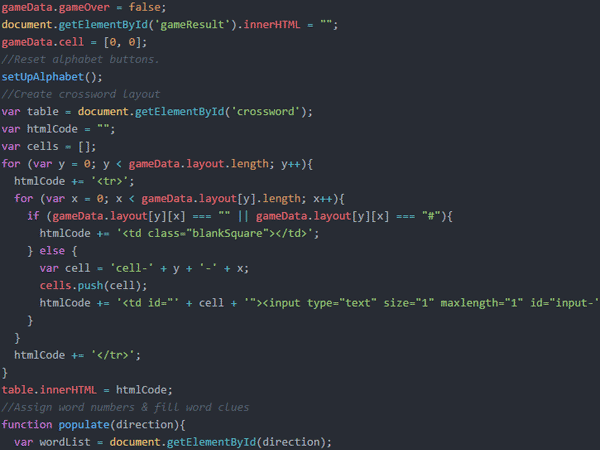 gameData.gameOver = false;
document.getElementById('gameResult').innerHTML = "";
gameData.cell = [0, 0];
//Reset alphabet buttons.
setUpAlphabet();
//Create crossword layout
var table = document.getElementById('crossword');
var htmlCode = "";
var cells = [];
for (var y = 0; y < gameData.layout.length; y++){
  htmlCode += '<tr>';
  for (var x = 0; x < gameData.layout[y].length; x++){
    if (gameData.layout[y][x] === "" || gameData.layout[y][x] === "#"){
      htmlCode += '<td class="blankSquare"></td>';
    } else {
      var cell = 'cell-' + y + '-' + x;
      cells.push(cell);
      htmlCode += '<td id="' + cell + '"><input type="text" size="1" maxlength="1" id="input-'
    }
  }
  htmlCode += '</tr>';
}
table.innerHTML = htmlCode;
//Assign word numbers & fill word clues
function populate(direction){
  var wordList = document.getElementById(direction);